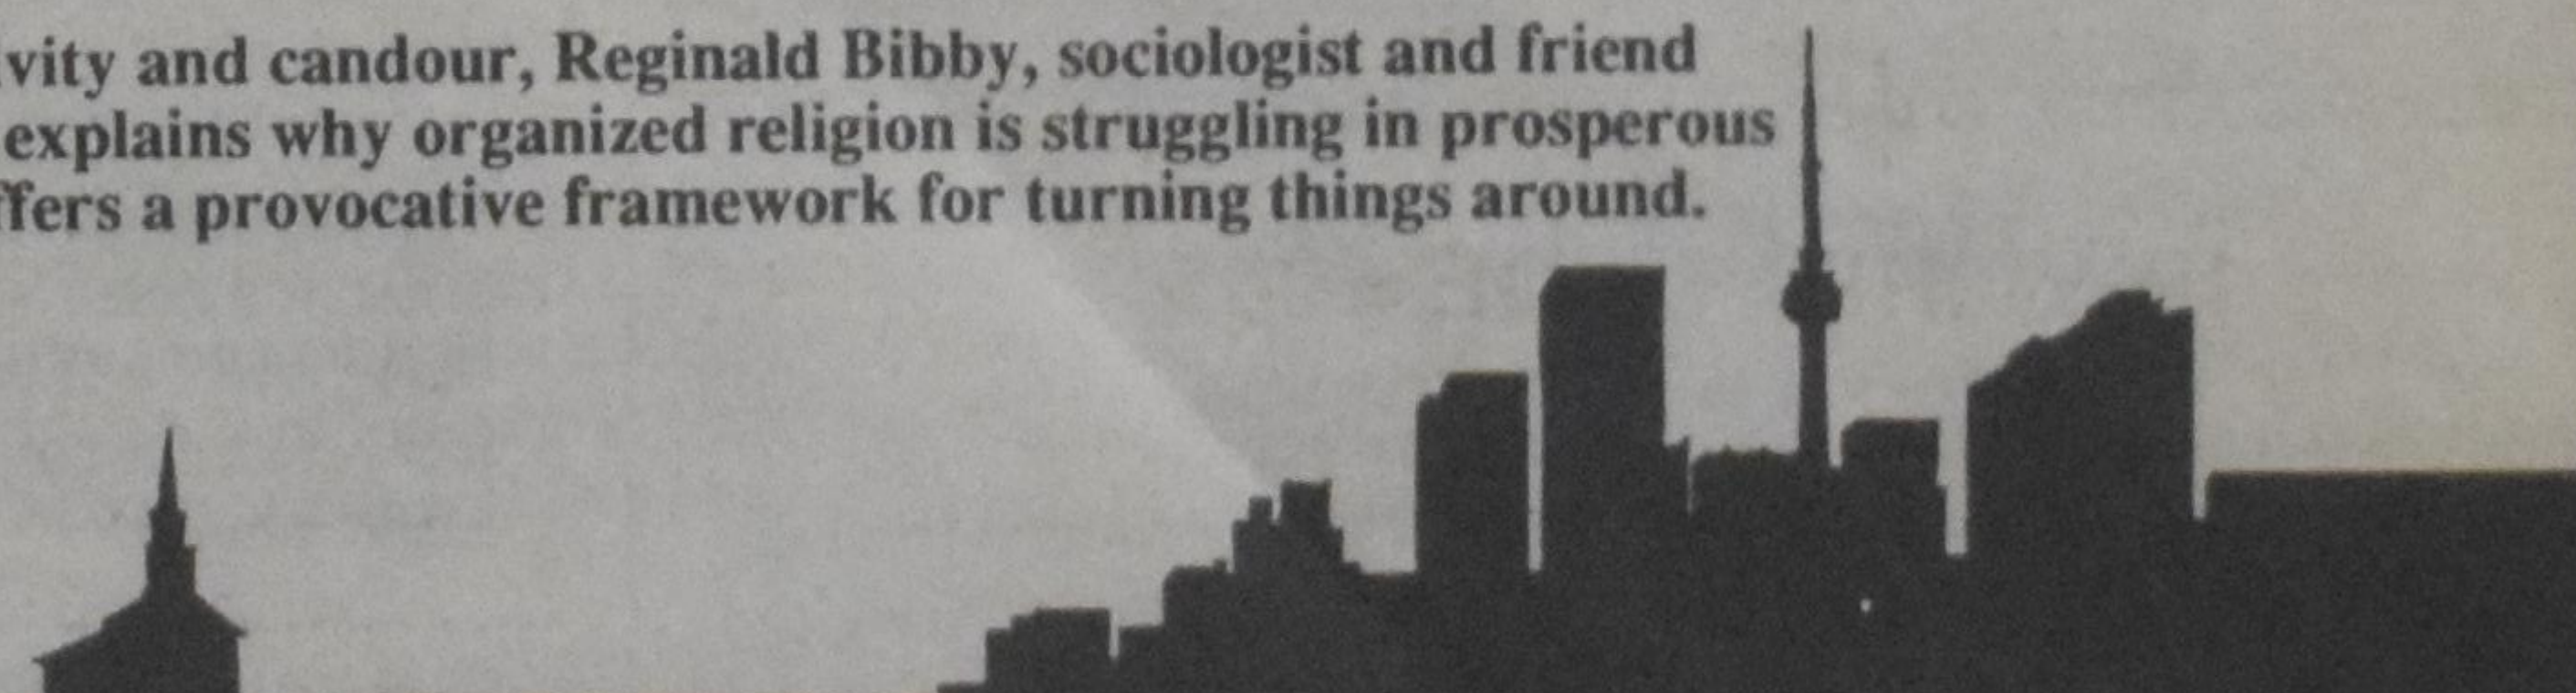 vity and candour, Reginald Bibby, sociologist and friend
explains why organized religion is struggling in prosperous
ffers a provocative framework for turning things around.